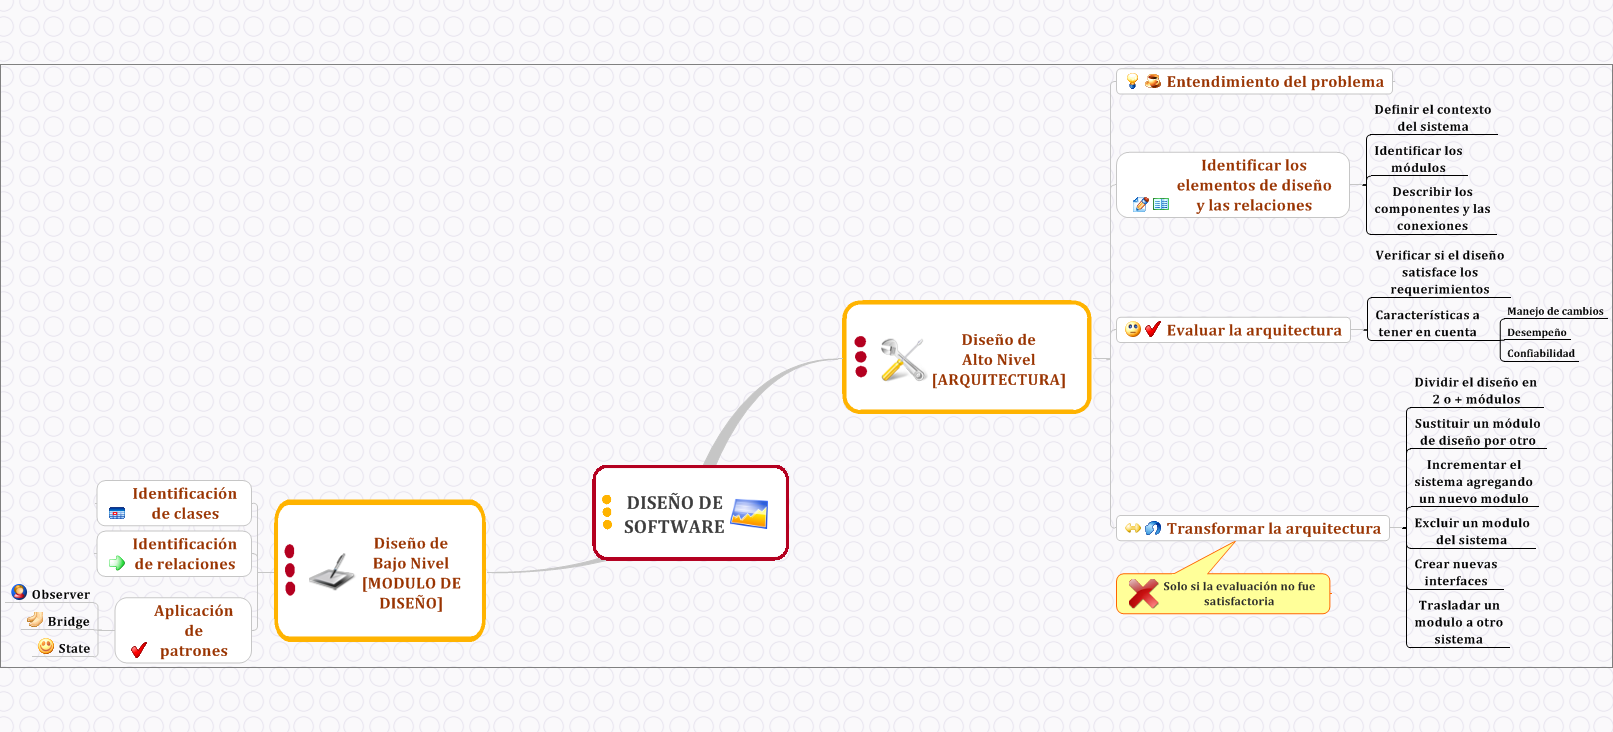 DISEÑO DE
SOFTWARE
Diseño de
Alto Nivel
[ARQUITECTURA]
Entendimiento del problema
Identificar los
elementos de diseño
y las relaciones
Definir el contexto
del sistema
Identificar los
módulos
Describir los
componentes y las
conexiones
Evaluar la arquitectura
Verificar si el diseño
satisface los
requerimientos
Características a
tener en cuenta
Manejo de cambios
Desempeño
Confiabilidad
Transformar la arquitectura
Solo si la evaluación no fue
satisfactoria
Dividir el diseño en
2 o + módulos
Sustituir un módulo
de diseño por otro
Incrementar el
sistema agregando
un nuevo modulo
Excluir un modulo
del sistema
Crear nuevas
interfaces
Trasladar un
modulo a otro
sistema
Diseño de
Bajo Nivel
[MODULO DE
DISEÑO]
Identificación
de clases
Identificación
de relaciones
Aplicación
de
patrones
Observer
Bridge
State